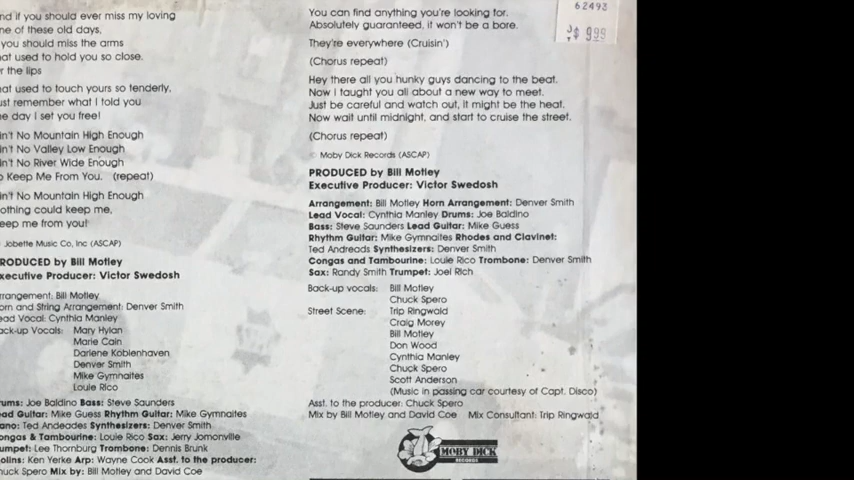 nd if you should ever miss my loving
ne of these old days,
you should miss the arms
at used to hold you so close.
r the lips
at used to touch yours so tenderly,
ust remember what I told you
e day I set you free!
in't No Mountain High Enough
in't No Valley Low Enough
in't No River Wide Enough
o Keep Me From You. (repeat)
in't No Mountain High Enough
othing could keep me,
eep me from you!
Jobette Music Co, Inc (ASCAP)
RODUCED by Bill Motley
xecutive Producer: Victor Swedosh
rrangement: Bill Motley
orn and String Arrangement: Denver Smith
ead Vocal: Cynthia Manley
ack-up Vocals: Mary Hylan
Marie Cain
Darlene Koblenhaven
Denver Smith
Mike Gymnaites
Louie Rico
rums: Joe Baldino Bass: Steve Saunders
ead Guitar: Mike Guess Rhythm Guitar: Mike Gymnaites
ano: Ted Andeades Synthesizers: Denver Smith
ongas & Tambourine: Louie Rico Sax: Jerry Jomonville
umpet: Lee Thornburg Trombone: Dennis Brunk
olins: Ken Yerke Arp: Wayne Cook Asst. to the producer:
huck Spero Mix by: Bill Motley and David Coe
You can find anything you're looking for.
Absolutely guaranteed, it won't be a bore.
They're everywhere (Cruisin')
(Chorus repeat)
Hey there all you hunky guys dancing to the beat.
Now I taught you all about a new way to meet.
Just be careful and watch out, it might be the heat.
Now wait until midnight, and start to cruise the street.
(Chorus repeat)
© Moby Dick Records (ASCAP)
PRODUCED by Bill Motley
Executive Producer: Victor Swedosh
Arrangement: Bill Motley Horn Arrangement: Denver Smith
Lead Vocal: Cynthia Manley Drums: Joe Baldino
Bass: Steve Saunders Lead Guitar: Mike Guess
Rhythm Guitar: Mike Gymnaites Rhodes and Clavinet:
Ted Andreads Synthesizers: Denver Smith
Congas and Tambourine: Louie Rico Trombone: Denver Smith
Sax: Randy Smith Trumpet: Joel Rich
Back-up vocals: Bill Motley
Chuck Spero
Street Scene: Trip Ringwald
Craig Morey
Bill Motley
Don Wood
Cynthia Manley
Chuck Spero
Scott Anderson
(Music in passing car courtesy of Capt. Disco)
Asst. to the producer: Chuck Spero
Mix by Bill Motley and David Coe Mix Consultant: Trip Ringwald
MOBY DICK
RECORDS
62493
$9.99